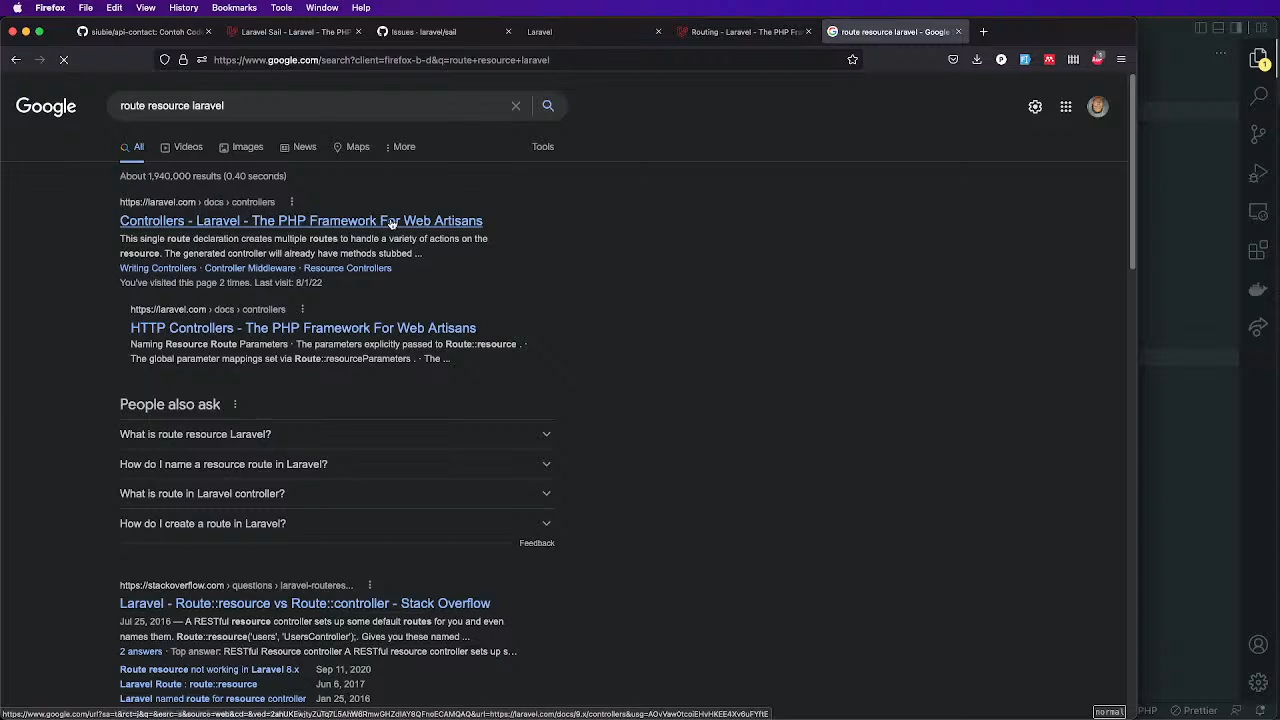 Firefox File Edit View History Bookmarks Tools Window Help
siubie/api-contact: Contoh Cod
Laravel Sail - Laravel - The PHP
Issues · laravel/sail
Laravel
Routing - Laravel - The PHP Fra
route resource laravel - Google
https://www.google.com/search?client=firefox-b-d&q=route+resource+laravel
Google
route resource laravel
All Videos Images News Maps More Tools
About 1,940,000 results (0.40 seconds)
https://laravel.com › docs › controllers
Controllers - Laravel - The PHP Framework For Web Artisans
This single route declaration creates multiple routes to handle a variety of actions on the
resource. The generated controller will already have methods stubbed ...
Writing Controllers · Controller Middleware · Resource Controllers
You've visited this page 2 times. Last visit: 8/1/22
https://laravel.com › docs › controllers
HTTP Controllers - The PHP Framework For Web Artisans
Naming Resource Route Parameters · The parameters explicitly passed to Route::resource . ·
The global parameter mappings set via Route::resourceParameters . · The ...
People also ask
What is route resource Laravel?
How do I name a resource route in Laravel?
What is route in Laravel controller?
How do I create a route in Laravel?
Feedback
https://stackoverflow.com › questions › laravel-routeres...
Laravel - Route::resource vs Route::controller - Stack Overflow
Jul 25, 2016 — A RESTful resource controller sets up some default routes for you and even
names them. Route::resource('users', 'UsersController');. Gives you these named ...
2 answers · Top answer: RESTful Resource controller A RESTful resource controller sets up s...
Route resource not working in Laravel 8.x Sep 11, 2020
Laravel Route : route::resource Jun 6, 2017
Laravel named route for resource controller Jan 25, 2016
normal
PHP
Prettier